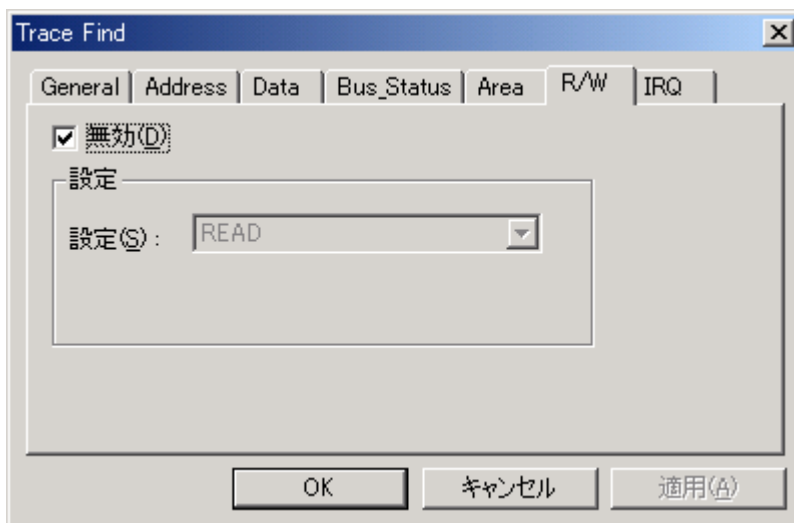 Trace Find
General Address Data Bus_Status Area R/W IRQ
無効(D)
設定
設定(S) : READ
OK キャンセル 適用(A)